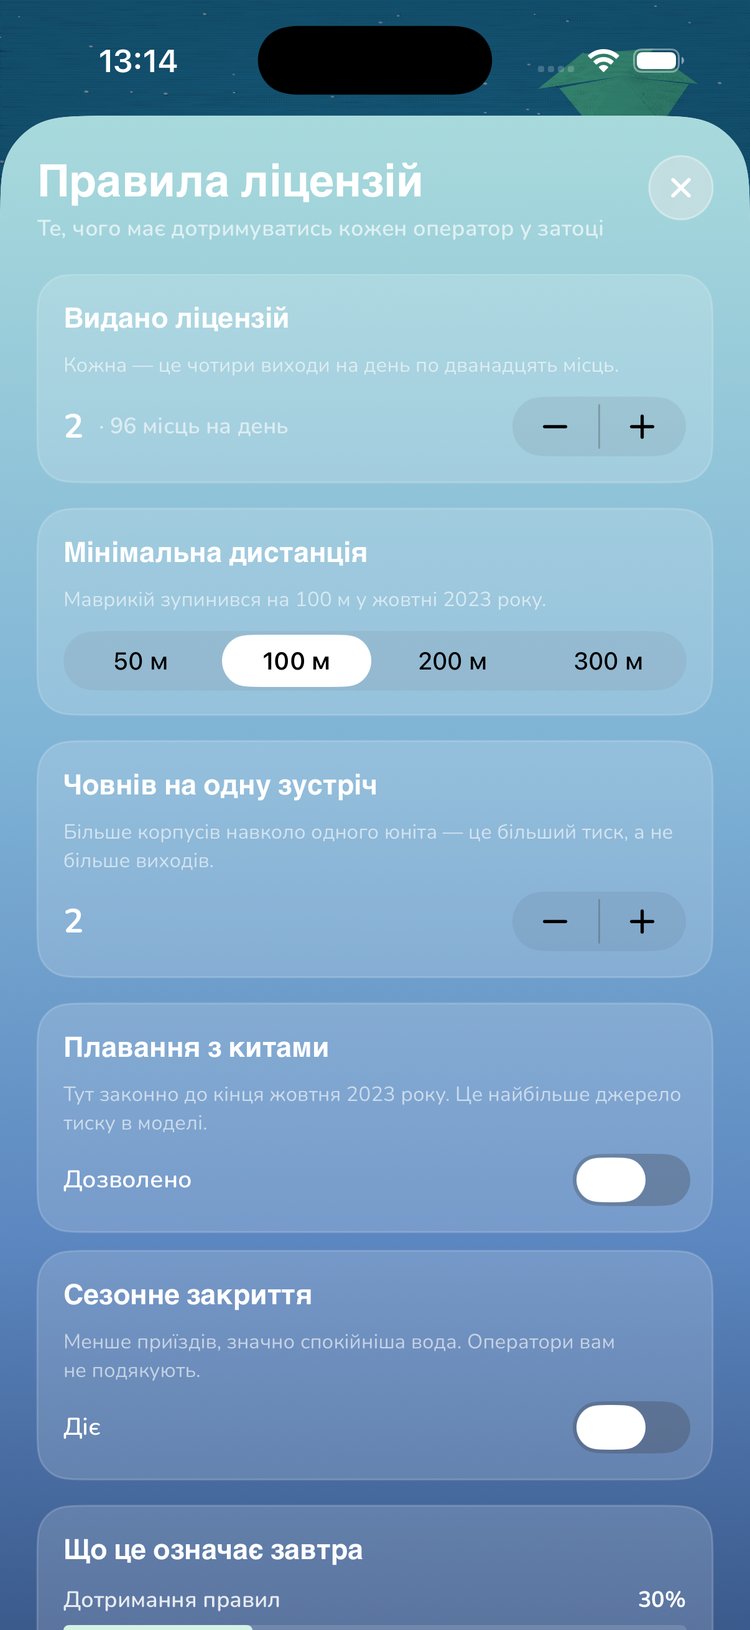 13:14
Правила ліцензій
Те, чого має дотримуватись кожен оператор у затоці
Видано ліцензій
Кожна — це чотири виходи на день по дванадцять місць.
2 · 96 місць на день
Мінімальна дистанція
Маврикій зупинився на 100 м у жовтні 2023 року.
50 м 100 м 200 м 300 м
Човнів на одну зустріч
Більше корпусів навколо одного юніта — це більший тиск, а не
більше виходів.
2
Плавання з китами
Тут законно до кінця жовтня 2023 року. Це найбільше джерело
тиску в моделі.
Дозволено
Сезонне закриття
Менше приїздів, значно спокійніша вода. Оператори вам
не подякують.
Діє
Що це означає завтра
Дотримання правил 30%